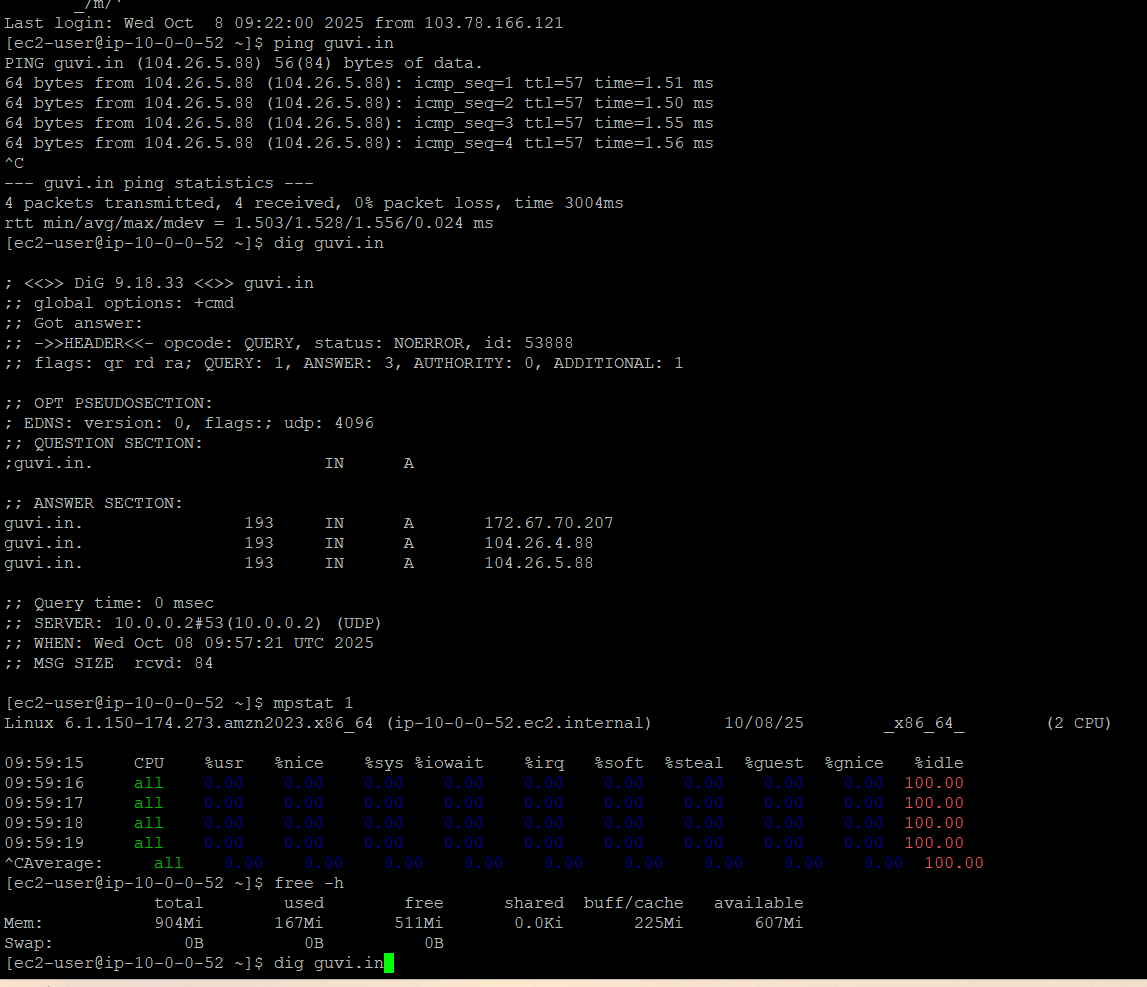 _/m/'
Last login: Wed Oct  8 09:22:00 2025 from 103.78.166.121
[ec2-user@ip-10-0-0-52 ~]$ ping guvi.in
PING guvi.in (104.26.5.88) 56(84) bytes of data.
64 bytes from 104.26.5.88 (104.26.5.88): icmp_seq=1 ttl=57 time=1.51 ms
64 bytes from 104.26.5.88 (104.26.5.88): icmp_seq=2 ttl=57 time=1.50 ms
64 bytes from 104.26.5.88 (104.26.5.88): icmp_seq=3 ttl=57 time=1.55 ms
64 bytes from 104.26.5.88 (104.26.5.88): icmp_seq=4 ttl=57 time=1.56 ms
^C
--- guvi.in ping statistics ---
4 packets transmitted, 4 received, 0% packet loss, time 3004ms
rtt min/avg/max/mdev = 1.503/1.528/1.556/0.024 ms
[ec2-user@ip-10-0-0-52 ~]$ dig guvi.in

; <<>> DiG 9.18.33 <<>> guvi.in
;; global options: +cmd
;; Got answer:
;; ->>HEADER<<- opcode: QUERY, status: NOERROR, id: 53888
;; flags: qr rd ra; QUERY: 1, ANSWER: 3, AUTHORITY: 0, ADDITIONAL: 1

;; OPT PSEUDOSECTION:
; EDNS: version: 0, flags:; udp: 4096
;; QUESTION SECTION:
;guvi.in.                       IN      A

;; ANSWER SECTION:
guvi.in.                193     IN      A       172.67.70.207
guvi.in.                193     IN      A       104.26.4.88
guvi.in.                193     IN      A       104.26.5.88

;; Query time: 0 msec
;; SERVER: 10.0.0.2#53(10.0.0.2) (UDP)
;; WHEN: Wed Oct 08 09:57:21 UTC 2025
;; MSG SIZE  rcvd: 84

[ec2-user@ip-10-0-0-52 ~]$ mpstat 1
Linux 6.1.150-174.273.amzn2023.x86_64 (ip-10-0-0-52.ec2.internal)       10/08/25        _x86_64_        (2 CPU)

09:59:15     CPU    %usr   %nice    %sys %iowait    %irq   %soft  %steal  %guest  %gnice   %idle
09:59:16     all    0.00    0.00    0.00    0.00    0.00    0.00    0.00    0.00    0.00  100.00
09:59:17     all    0.00    0.00    0.00    0.00    0.00    0.00    0.00    0.00    0.00  100.00
09:59:18     all    0.00    0.00    0.00    0.00    0.00    0.00    0.00    0.00    0.00  100.00
09:59:19     all    0.00    0.00    0.00    0.00    0.00    0.00    0.00    0.00    0.00  100.00
^CAverage:     all    0.00    0.00    0.00    0.00    0.00    0.00    0.00    0.00    0.00  100.00
[ec2-user@ip-10-0-0-52 ~]$ free -h
               total        used        free      shared  buff/cache   available
Mem:           904Mi       167Mi       511Mi       0.0Ki       225Mi       607Mi
Swap:             0B          0B          0B
[ec2-user@ip-10-0-0-52 ~]$ dig guvi.in